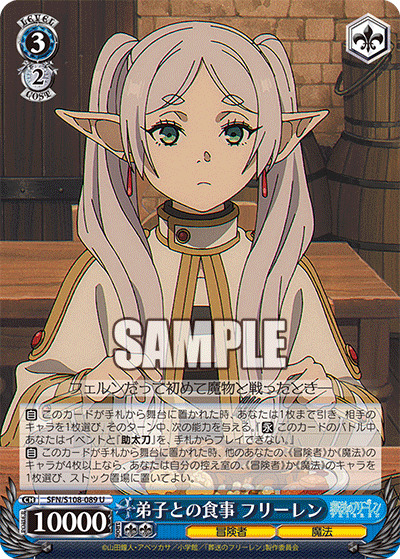 LEVEL
3
2
COST
SAMPLE
フェルンだって初めて魔物と戦ったとき―
自 このカードが手札から舞台に置かれた時、あなたは1枚まで引き、相手の
キャラを1枚選び、そのターン中、次の能力を与える。『永 このカードのバトル中、
あなたはイベントと「助太刀」を、手札からプレイできない。』
自 このカードが手札から舞台に置かれた時、他のあなたの、《冒険者》か《魔法》の
キャラが4枚以上なら、あなたは自分の控え室の、《冒険者》か《魔法》のキャラを
1枚選び、ストック置場に置いてよい。
CH SFN/S108-089 U
弟子との食事 フリーレン
葬送のフリーレン
10000
冒険者
魔法
©山田鐘人・アベツカサ/小学館/「葬送のフリーレン」製作委員会